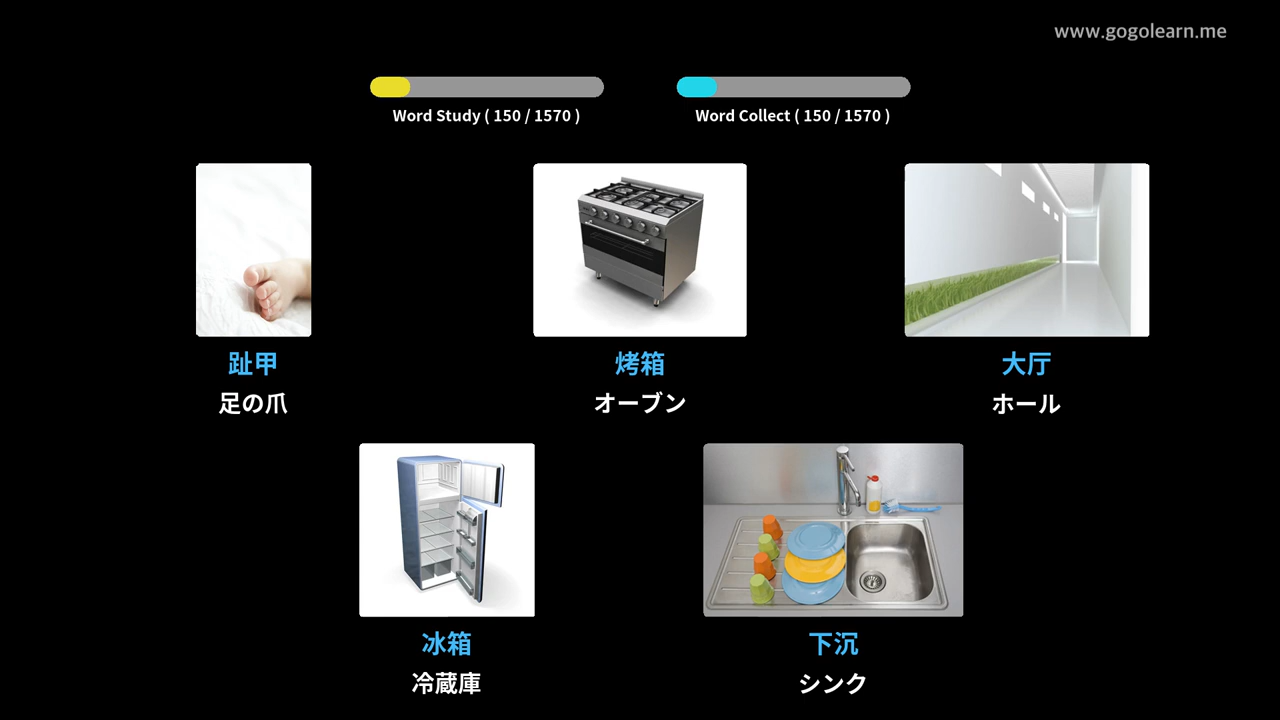 www.gogolearn.me
Word Study ( 150 / 1570 )
Word Collect ( 150 / 1570 )
趾甲
足の爪
烤箱
オーブン
大厅
ホール
冰箱
冷蔵庫
下沉
シンク